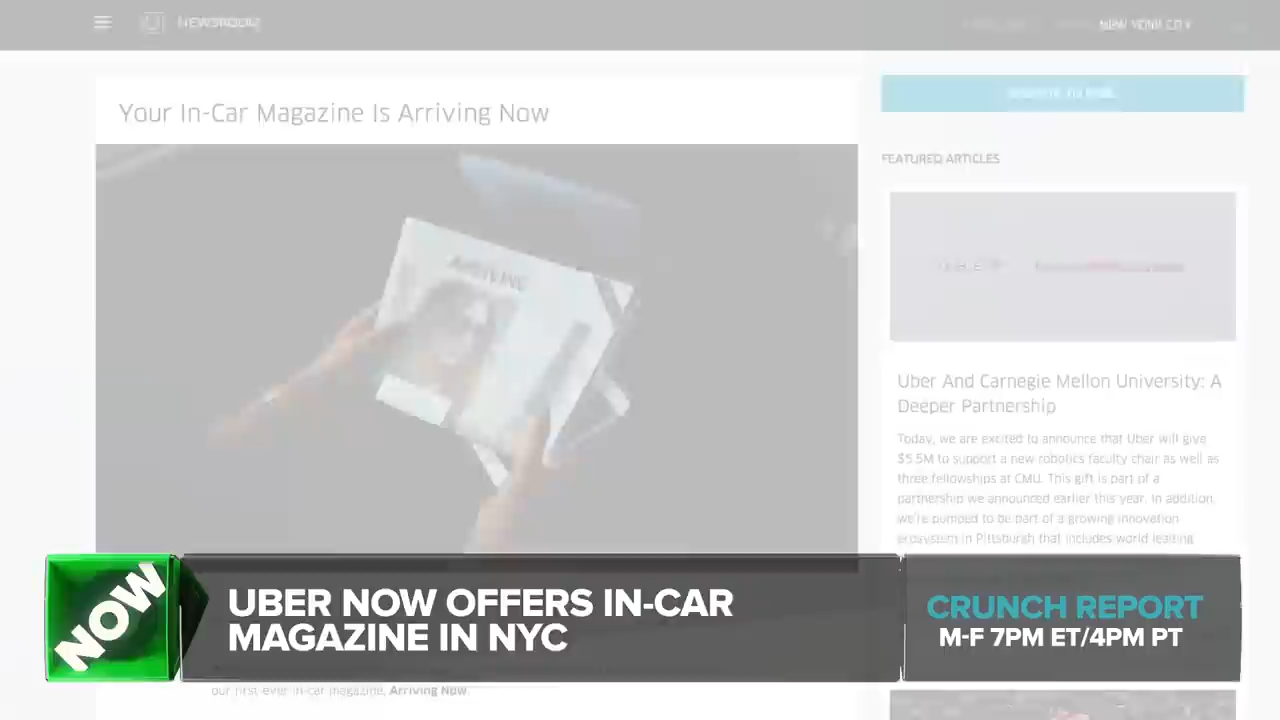 NEWSROOM
NEW YORK CITY
Your In-Car Magazine Is Arriving Now
FEATURED ARTICLES
ARRIVING
Uber And Carnegie Mellon University: A
Deeper Partnership
Today, we are excited to announce that Uber will give
$5.5M to support a new robotics faculty chair as well as
three fellowships at CMU. This gift is part of a
partnership we announced earlier this year. In addition,
we're pumped to be part of a growing innovation
ecosystem in Pittsburgh that includes world leading
NOW
UBER NOW OFFERS IN-CAR
MAGAZINE IN NYC
CRUNCH REPORT
M-F 7PM ET/4PM PT
our first-ever in-car magazine, Arriving Now